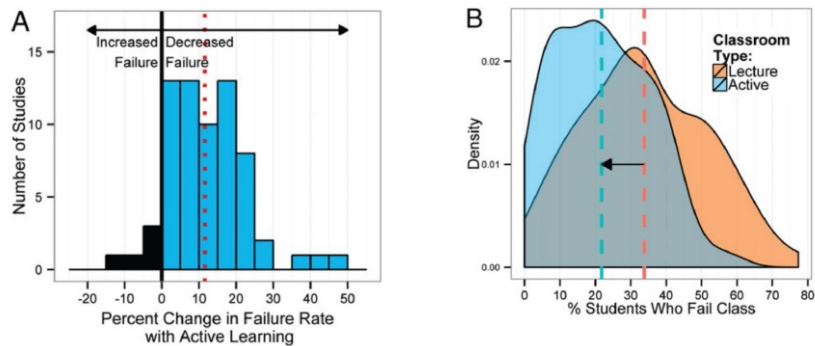 A
Increased
Failure
Decreased
Failure
Number of Studies
15
10
5
0
-20 -10 0 10 20 30 40 50
Percent Change in Failure Rate
with Active Learning
B
Classroom
Type:
Lecture
Active
Density
0.02
0.01
0.00
0 10 20 30 40 50 60 70 80
% Students Who Fail Class